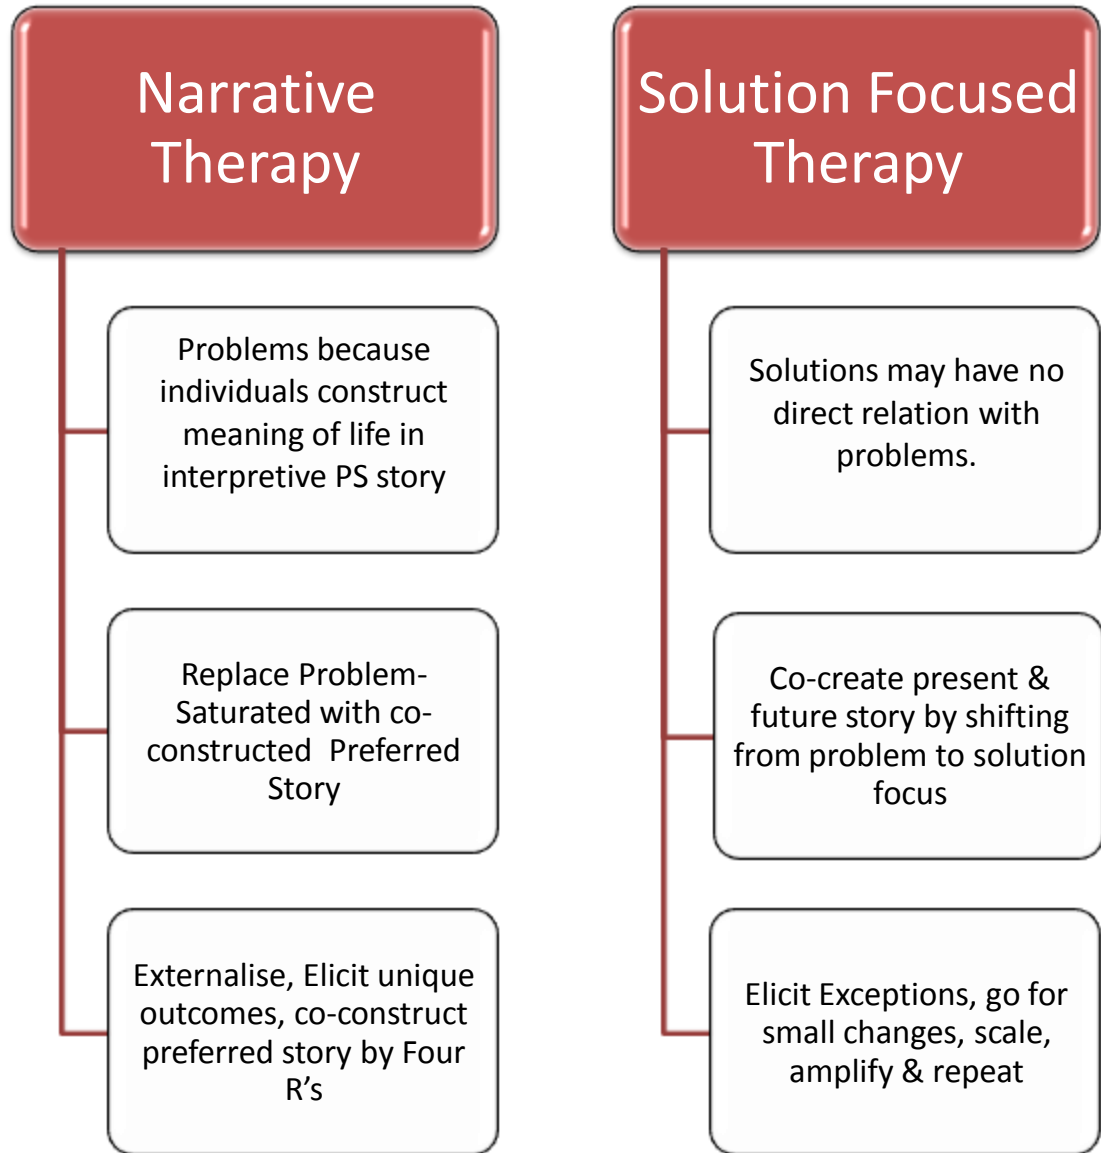 Narrative
Therapy
Problems because
individuals construct
meaning of life in
interpretive PS story
Replace Problem-
Saturated with co-
constructed Preferred
Story
Externalise, Elicit unique
outcomes, co-construct
preferred story by Four
R’s
Solution Focused
Therapy
Solutions may have no
direct relation with
problems.
Co-create present &
future story by shifting
from problem to solution
focus
Elicit Exceptions, go for
small changes, scale,
amplify & repeat